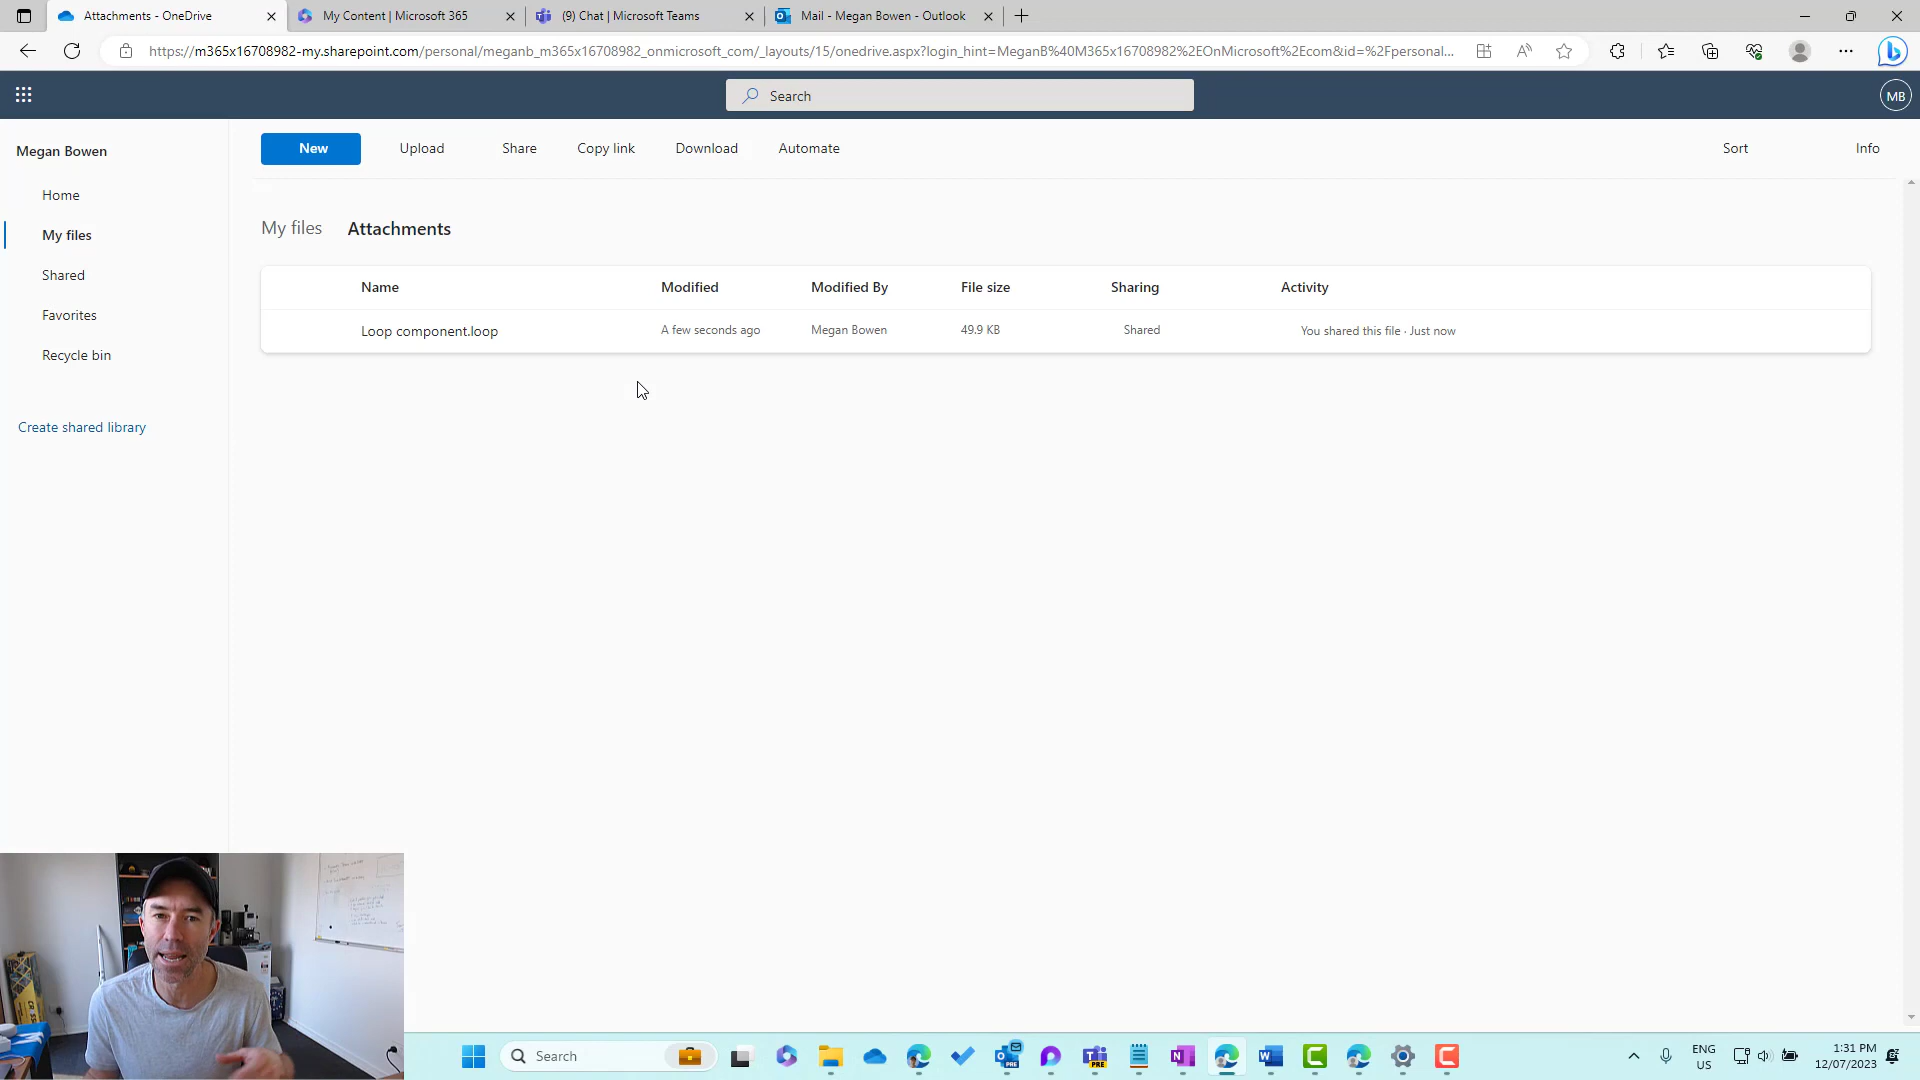 Attachments - OneDrive
My Content | Microsoft 365
(9) Chat | Microsoft Teams
Mail - Megan Bowen - Outlook
https://m365x16708982-my.sharepoint.com/personal/meganb_m365x16708982_onmicrosoft_com/_layouts/15/onedrive.aspx?login_hint=MeganB%40M365x16708982%2EOnMicrosoft%2Ecom&id=%2Fpersonal...
Search
MB
Megan Bowen
New Upload Share Copy link Download Automate Sort Info
Home
My files
Shared
Favorites
Recycle bin
Create shared library
My files Attachments
Name Modified Modified By File size Sharing Activity
Loop component.loop A few seconds ago Megan Bowen 49.9 KB Shared You shared this file · Just now
Search
PRE
PRE
ENG
US
1:31 PM
12/07/2023